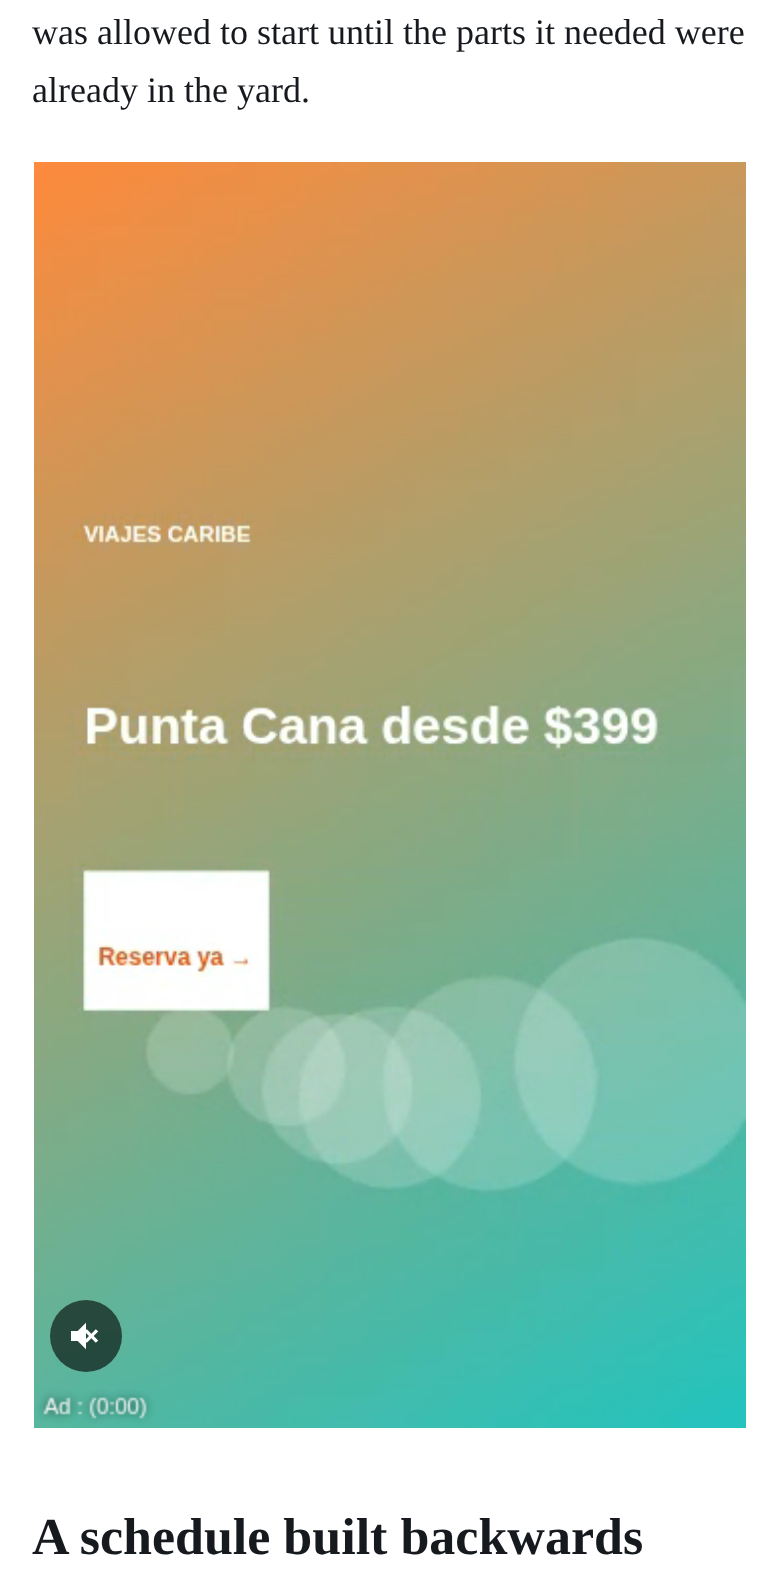 was allowed to start until the parts it needed were
already in the yard.
VIAJES CARIBE
Punta Cana desde $399
Reserva ya →
Ad : (0:00)
A schedule built backwards